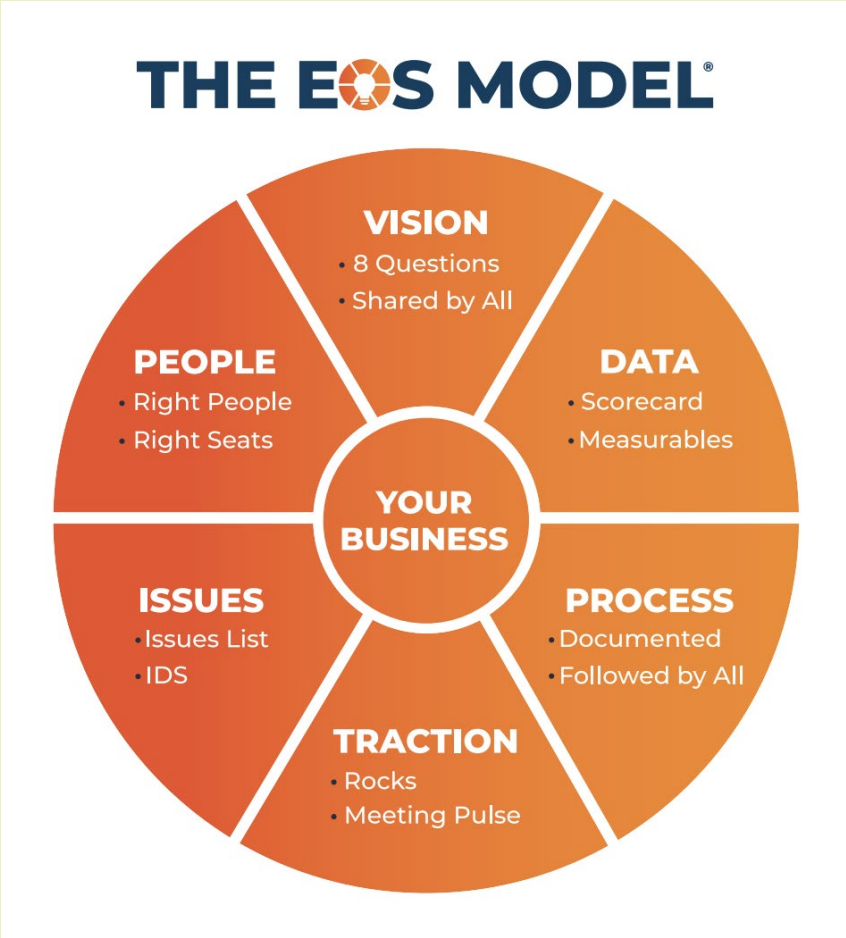 THE EOS MODEL®
VISION
• 8 Questions
• Shared by All
DATA
• Scorecard
• Measurables
PROCESS
• Documented
• Followed by All
TRACTION
• Rocks
• Meeting Pulse
ISSUES
• Issues List
• IDS
PEOPLE
• Right People
• Right Seats
YOUR
BUSINESS